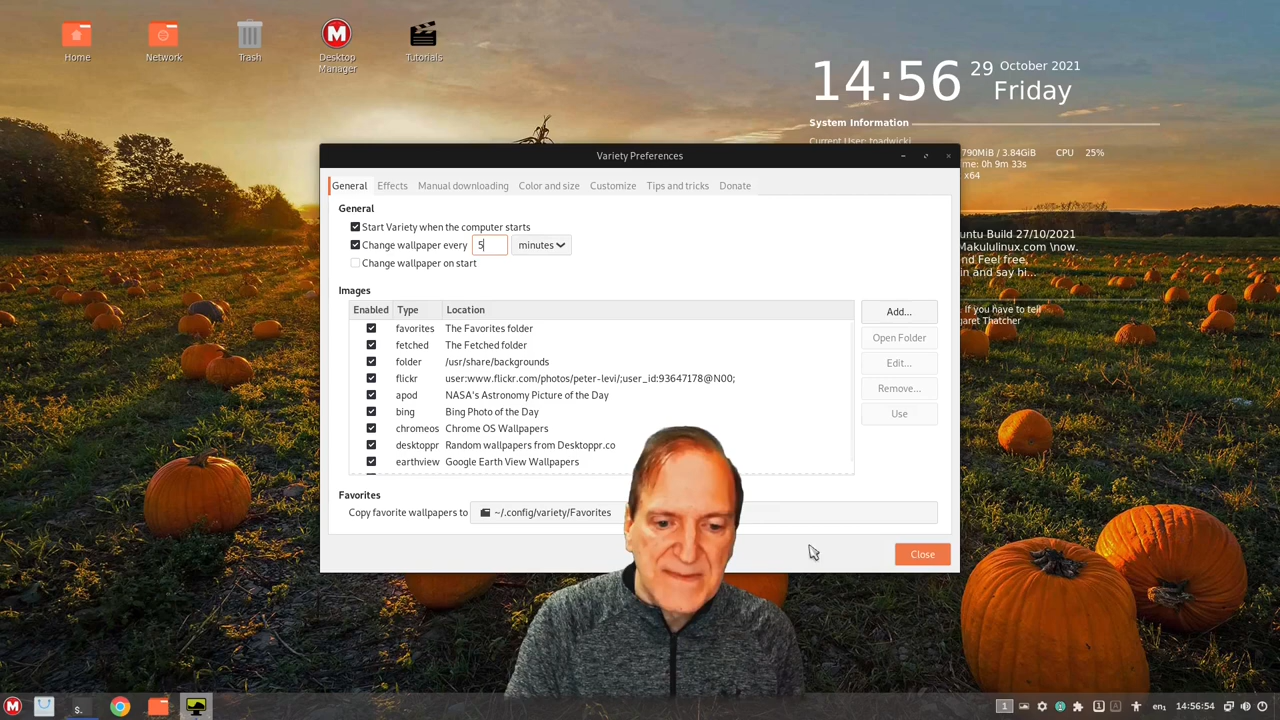 Home
Network
Trash
Desktop
Manager
Tutorials
14:56
29 October 2021
Friday
System Information
Current User:
790MiB / 3.84GiB CPU 25%
me: 0h 9m 33s
x64
untu Build 27/10/2021
Makululinux.com \now.
nd Feel free,
in and say hi...
. If you have to tell
garet Thatcher
Variety Preferences
General Effects Manual downloading Color and size Customize Tips and tricks Donate
General
Start Variety when the computer starts
Change wallpaper every 5 minutes
Change wallpaper on start
Images
Enabled Type Location
favorites The Favorites folder
fetched The Fetched folder
folder /usr/share/backgrounds
flickr user:www.flickr.com/photos/peter-levi/;user_id:93647178@N00;
apod NASA's Astronomy Picture of the Day
bing Bing Photo of the Day
chromeos Chrome OS Wallpapers
desktoppr Random wallpapers from Desktoppr.co
earthview Google Earth View Wallpapers
Add...
Open Folder
Edit...
Remove...
Use
Favorites
Copy favorite wallpapers to ~/.config/variety/Favorites
Close
M
S.
1
1
A
en1
14:56:54